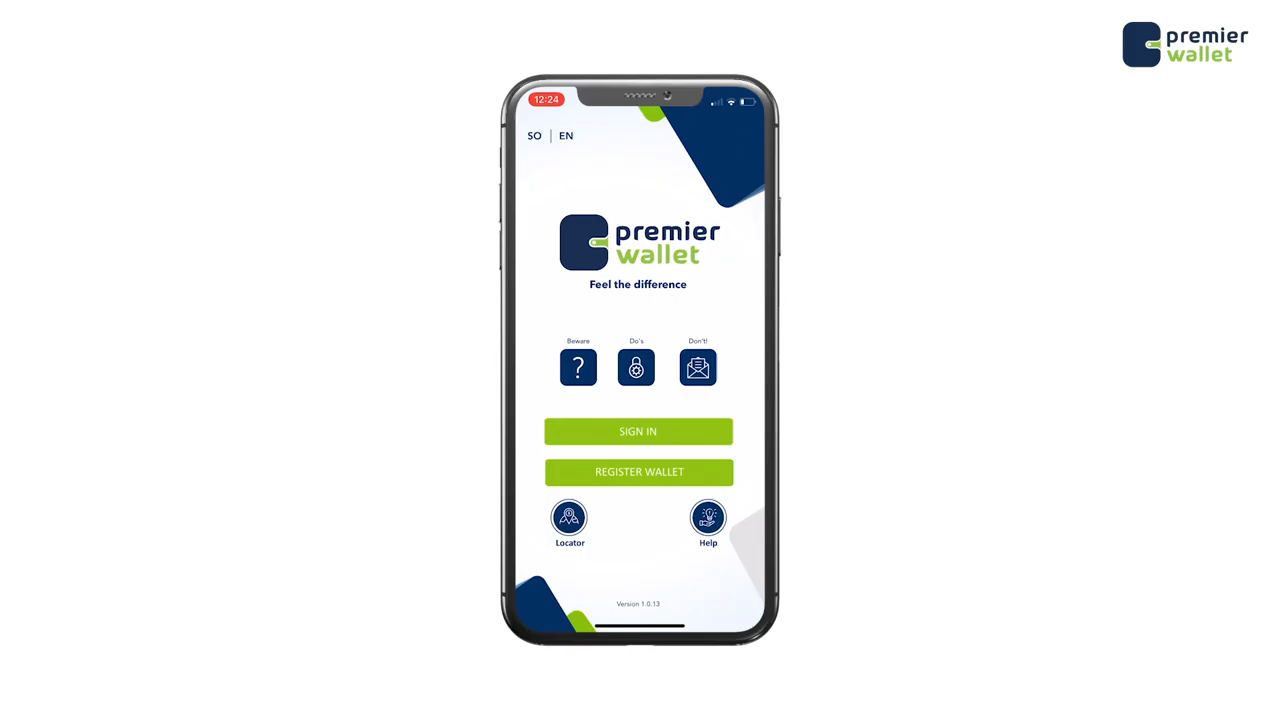 premier
wallet
12:24
SO | EN
premier
wallet
Feel the difference
Beware
Do's
Don't!
SIGN IN
REGISTER WALLET
Locator
Help
Version 1.0.13